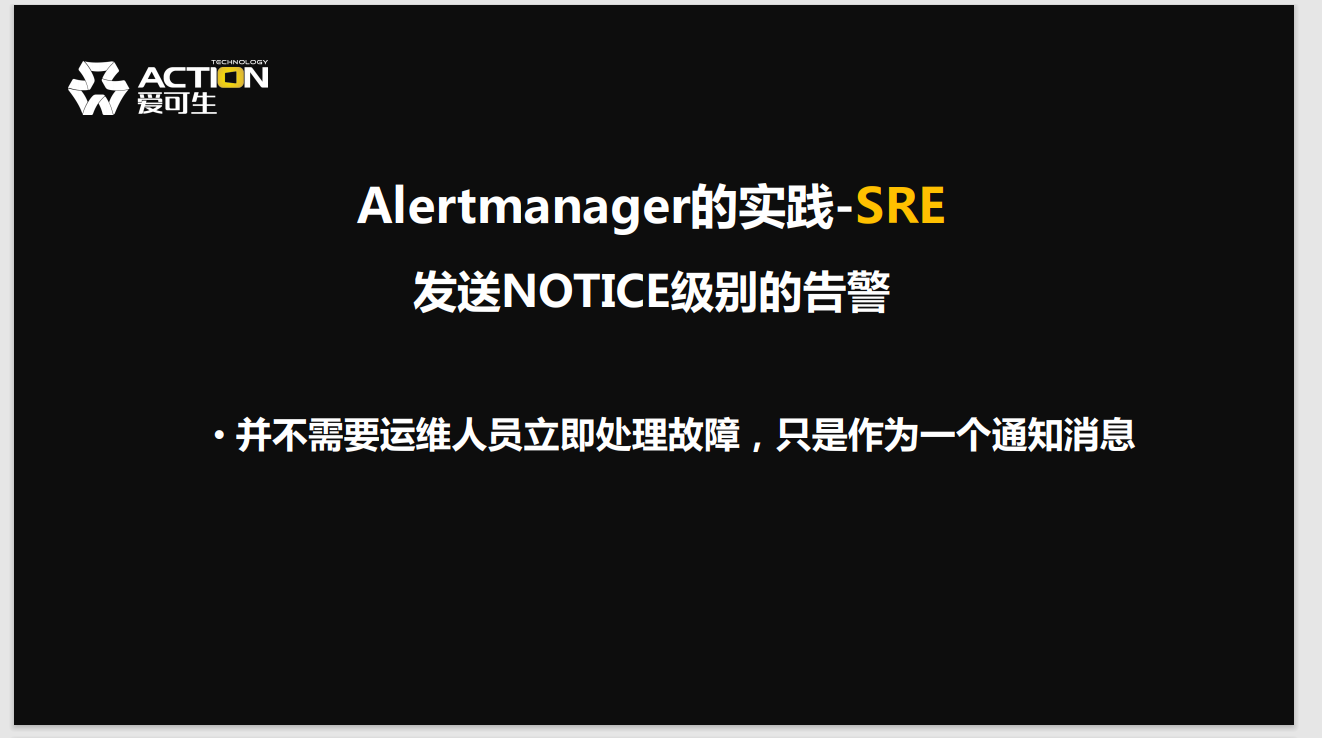 TECHNOLOGY
ACTION
爱可生
Alertmanager的实践-SRE
发送NOTICE级别的告警
• 并不需要运维人员立即处理故障，只是作为一个通知消息